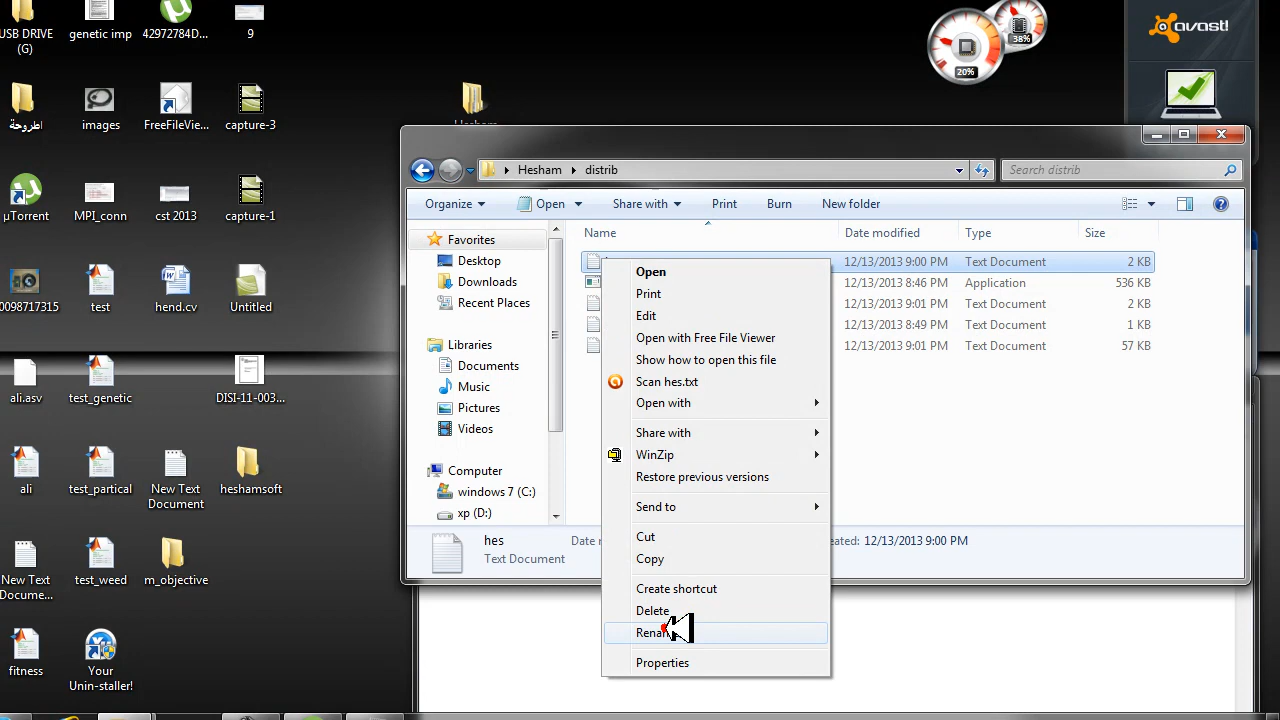 USB DRIVE
(G)
genetic imp
42972784D...
9
20%
38%
avast!
اطروحة
images
FreeFileVie...
capture-3
µTorrent
MPI_conn
cst 2013
capture-1
0098717315
test
hend.cv
Untitled
ali.asv
test_genetic
DISI-11-003...
ali
test_partical
New Text
Document
heshamsoft
New Text
Docume...
test_weed
m_objective
fitness
Your
Unin-staller!
Hesham
distrib
Search distrib
Organize
Open
Share with
Print
Burn
New folder
Name
Date modified
Type
Size
12/13/2013 9:00 PM
Text Document
2 KB
12/13/2013 8:46 PM
Application
536 KB
12/13/2013 9:01 PM
Text Document
2 KB
12/13/2013 8:49 PM
Text Document
1 KB
12/13/2013 9:01 PM
Text Document
57 KB
Favorites
Desktop
Downloads
Recent Places
Libraries
Documents
Music
Pictures
Videos
Computer
windows 7 (C:)
xp (D:)
Open
Print
Edit
Open with Free File Viewer
Show how to open this file
Scan hes.txt
Open with
Share with
WinZip
Restore previous versions
Send to
Cut
Copy
Create shortcut
Delete
Properties
hes
Text Document
12/13/2013 9:00 PM